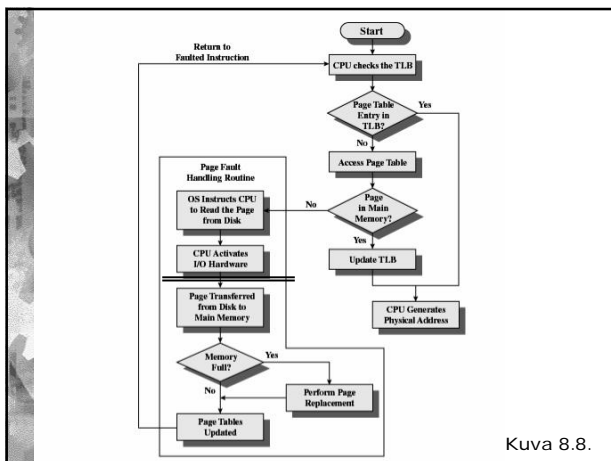 Start
Return to
Faulted Instruction
CPU checks the TLB
Page Table
Entry in
TLB?
Yes
No
Access Page Table
Page Fault
Handling Routine
OS Instructs CPU
to Read the Page
from Disk
No
Page
in Main
Memory?
Yes
CPU Activates
I/O Hardware
Update TLB
Page Transferred
from Disk to
Main Memory
CPU Generates
Physical Address
Memory
Full?
Yes
No
Perform Page
Replacement
Page Tables
Updated
Kuva 8.8.